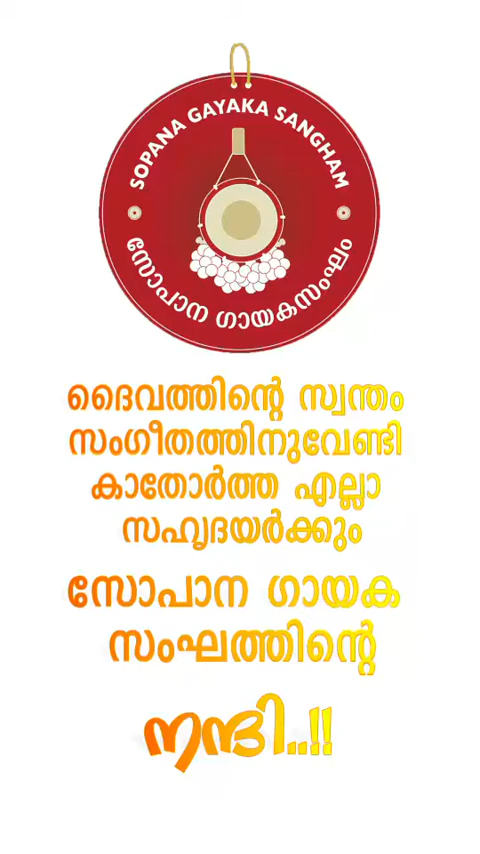 SOPANA GAYAKA SANGHAM
സോപാന ഗായകസംഘം
ദൈവത്തിന്റെ സ്വന്തം
സംഗീതത്തിനുവേണ്ടി
കാതോർത്ത എല്ലാ
സഹൃദയർക്കും
സോപാന ഗായക
സംഘത്തിന്റെ
നന്ദി..!!